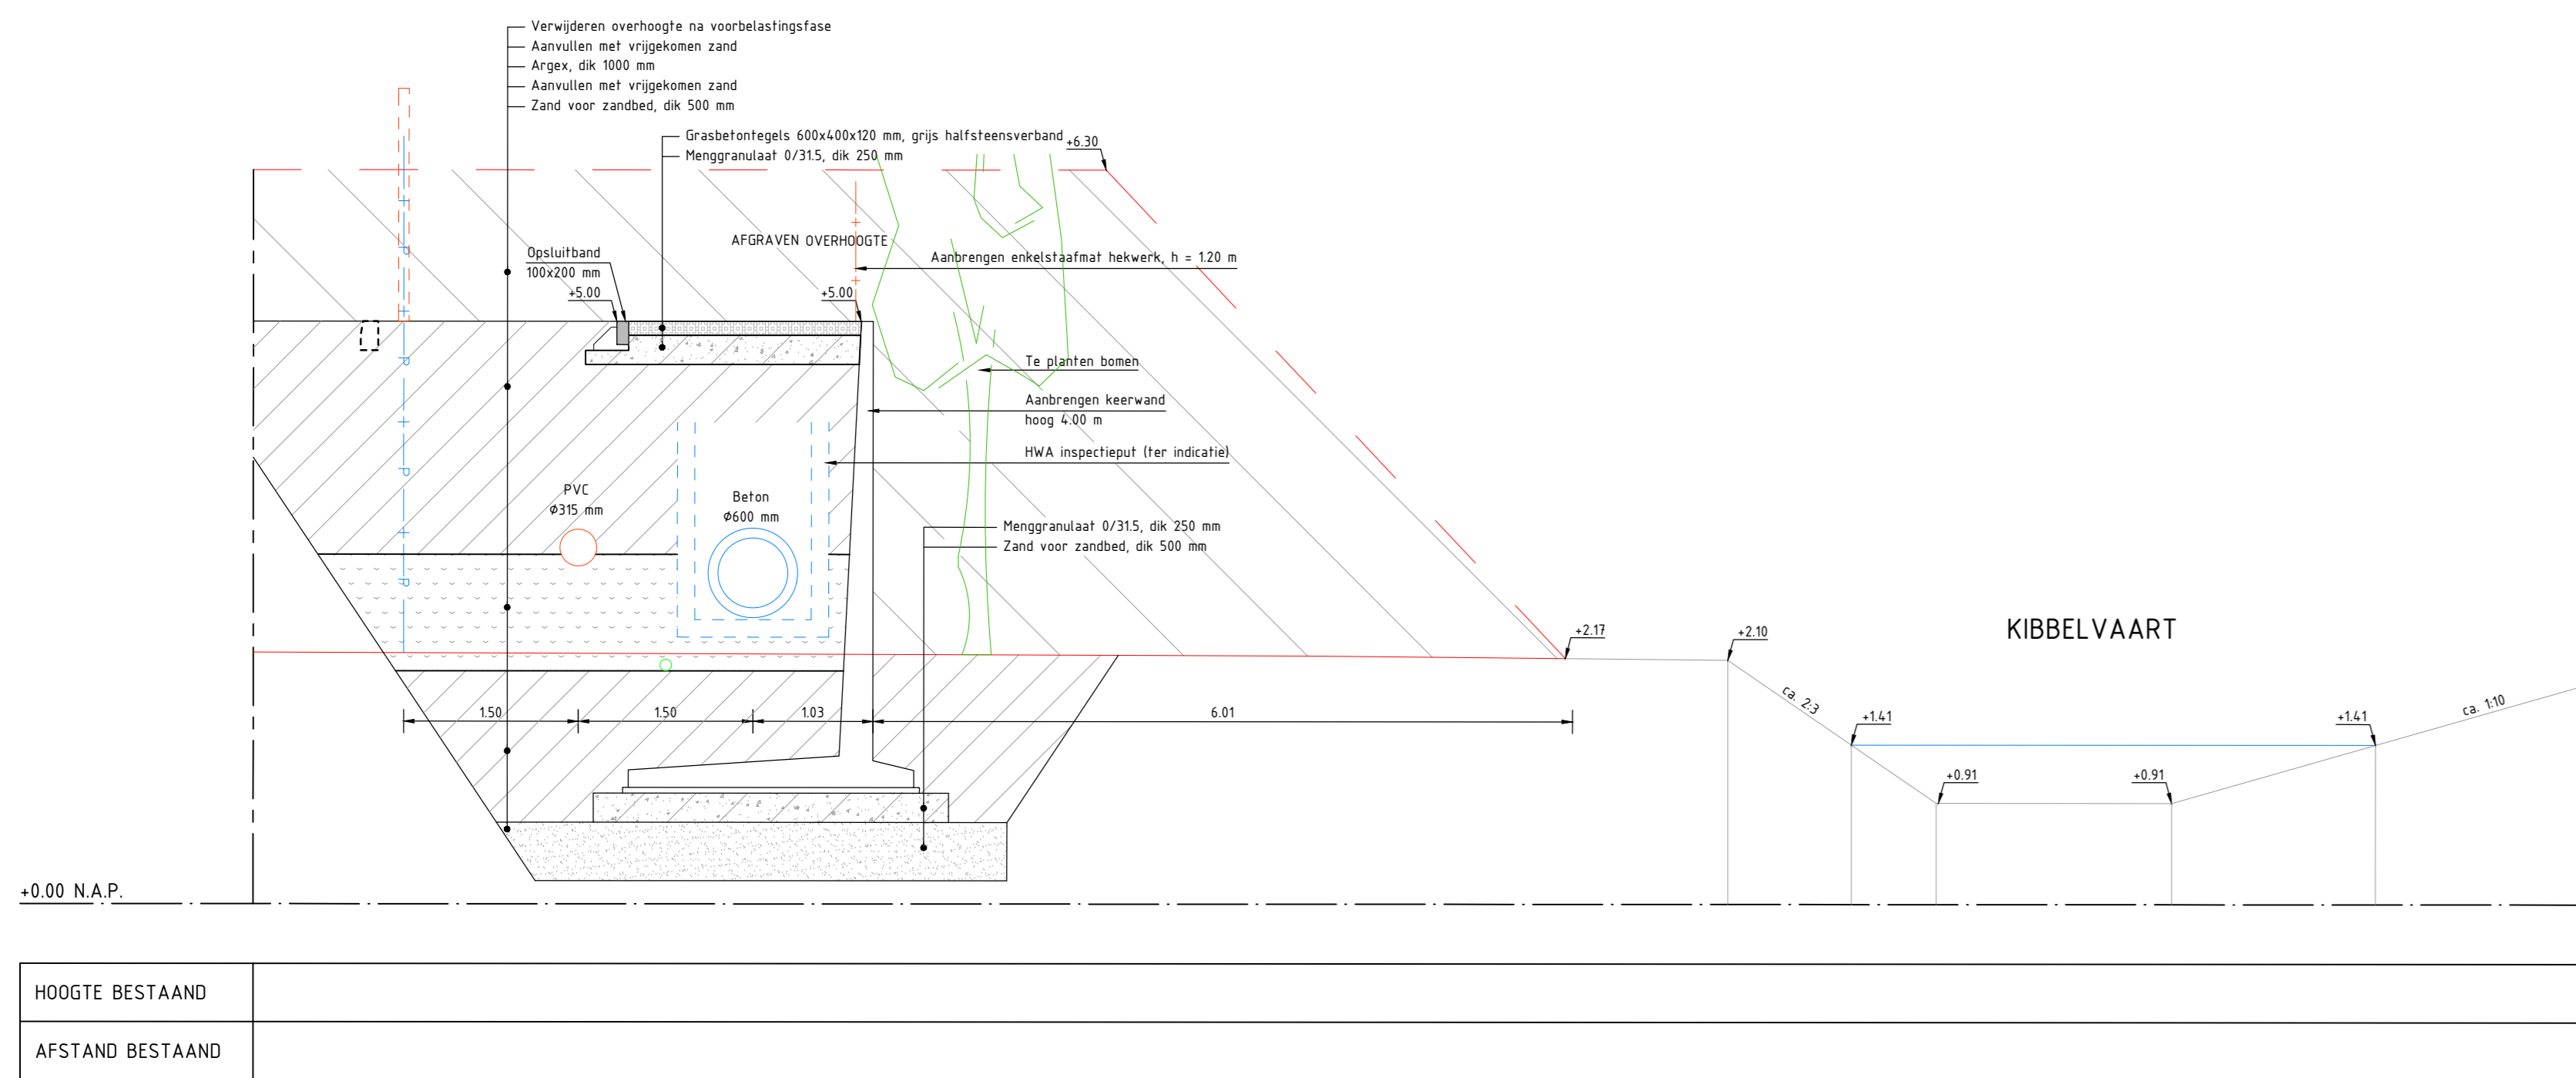 Verwijderen overhoogte na voorbelastingsfase
Aanvullen met vrijgekomen zand
Argex, dik 1000 mm
Aanvullen met vrijgekomen zand
Zand voor zandbed, dik 500 mm
Grasbetontegels 600x400x120 mm, grijs halfsteensverband
Menggranulaat 0/31.5, dik 250 mm
+6.30
AFGRAVEN OVERHOOGTE
Opsluitband
100x200 mm
+5.00
+5.00
Aanbrengen enkelstaafmat hekwerk, h = 1.20 m
Te planten bomen
Aanbrengen keerwand
hoog 4.00 m
HWA inspectieput (ter indicatie)
PVC
Ø315 mm
Beton
Ø600 mm
Menggranulaat 0/31.5, dik 250 mm
Zand voor zandbed, dik 500 mm
P
P
P
P
KIBBELVAART
+2.17
+2.10
ca. 2:3
ca. 1:10
1.50
1.50
1.03
6.01
+1.41
+1.41
+0.91
+0.91
+0.00 N.A.P.
HOOGTE BESTAAND
AFSTAND BESTAAND